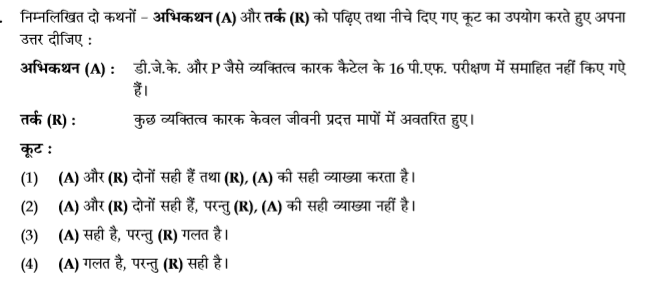 . निम्नलिखित दो कथनों – अभिकथन (A) और तर्क (R) को पढ़िए तथा नीचे दिए गए कूट का उपयोग करते हुए अपना
उत्तर दीजिए :
अभिकथन (A) : डी.जे.के. और P जैसे व्यक्तित्व कारक कैटेल के 16 पी.एफ. परीक्षण में समाहित नहीं किए गऐ
हैं।
तर्क (R) : कुछ व्यक्तित्व कारक केवल जीवनी प्रदत्त मापों में अवतरित हुए।
कूट :
(1) (A) और (R) दोनों सही हैं तथा (R), (A) की सही व्याख्या करता है।
(2) (A) और (R) दोनों सही हैं, परन्तु (R), (A) की सही व्याख्या नहीं है।
(3) (A) सही है, परन्तु (R) गलत है।
(4) (A) गलत है, परन्तु (R) सही है।